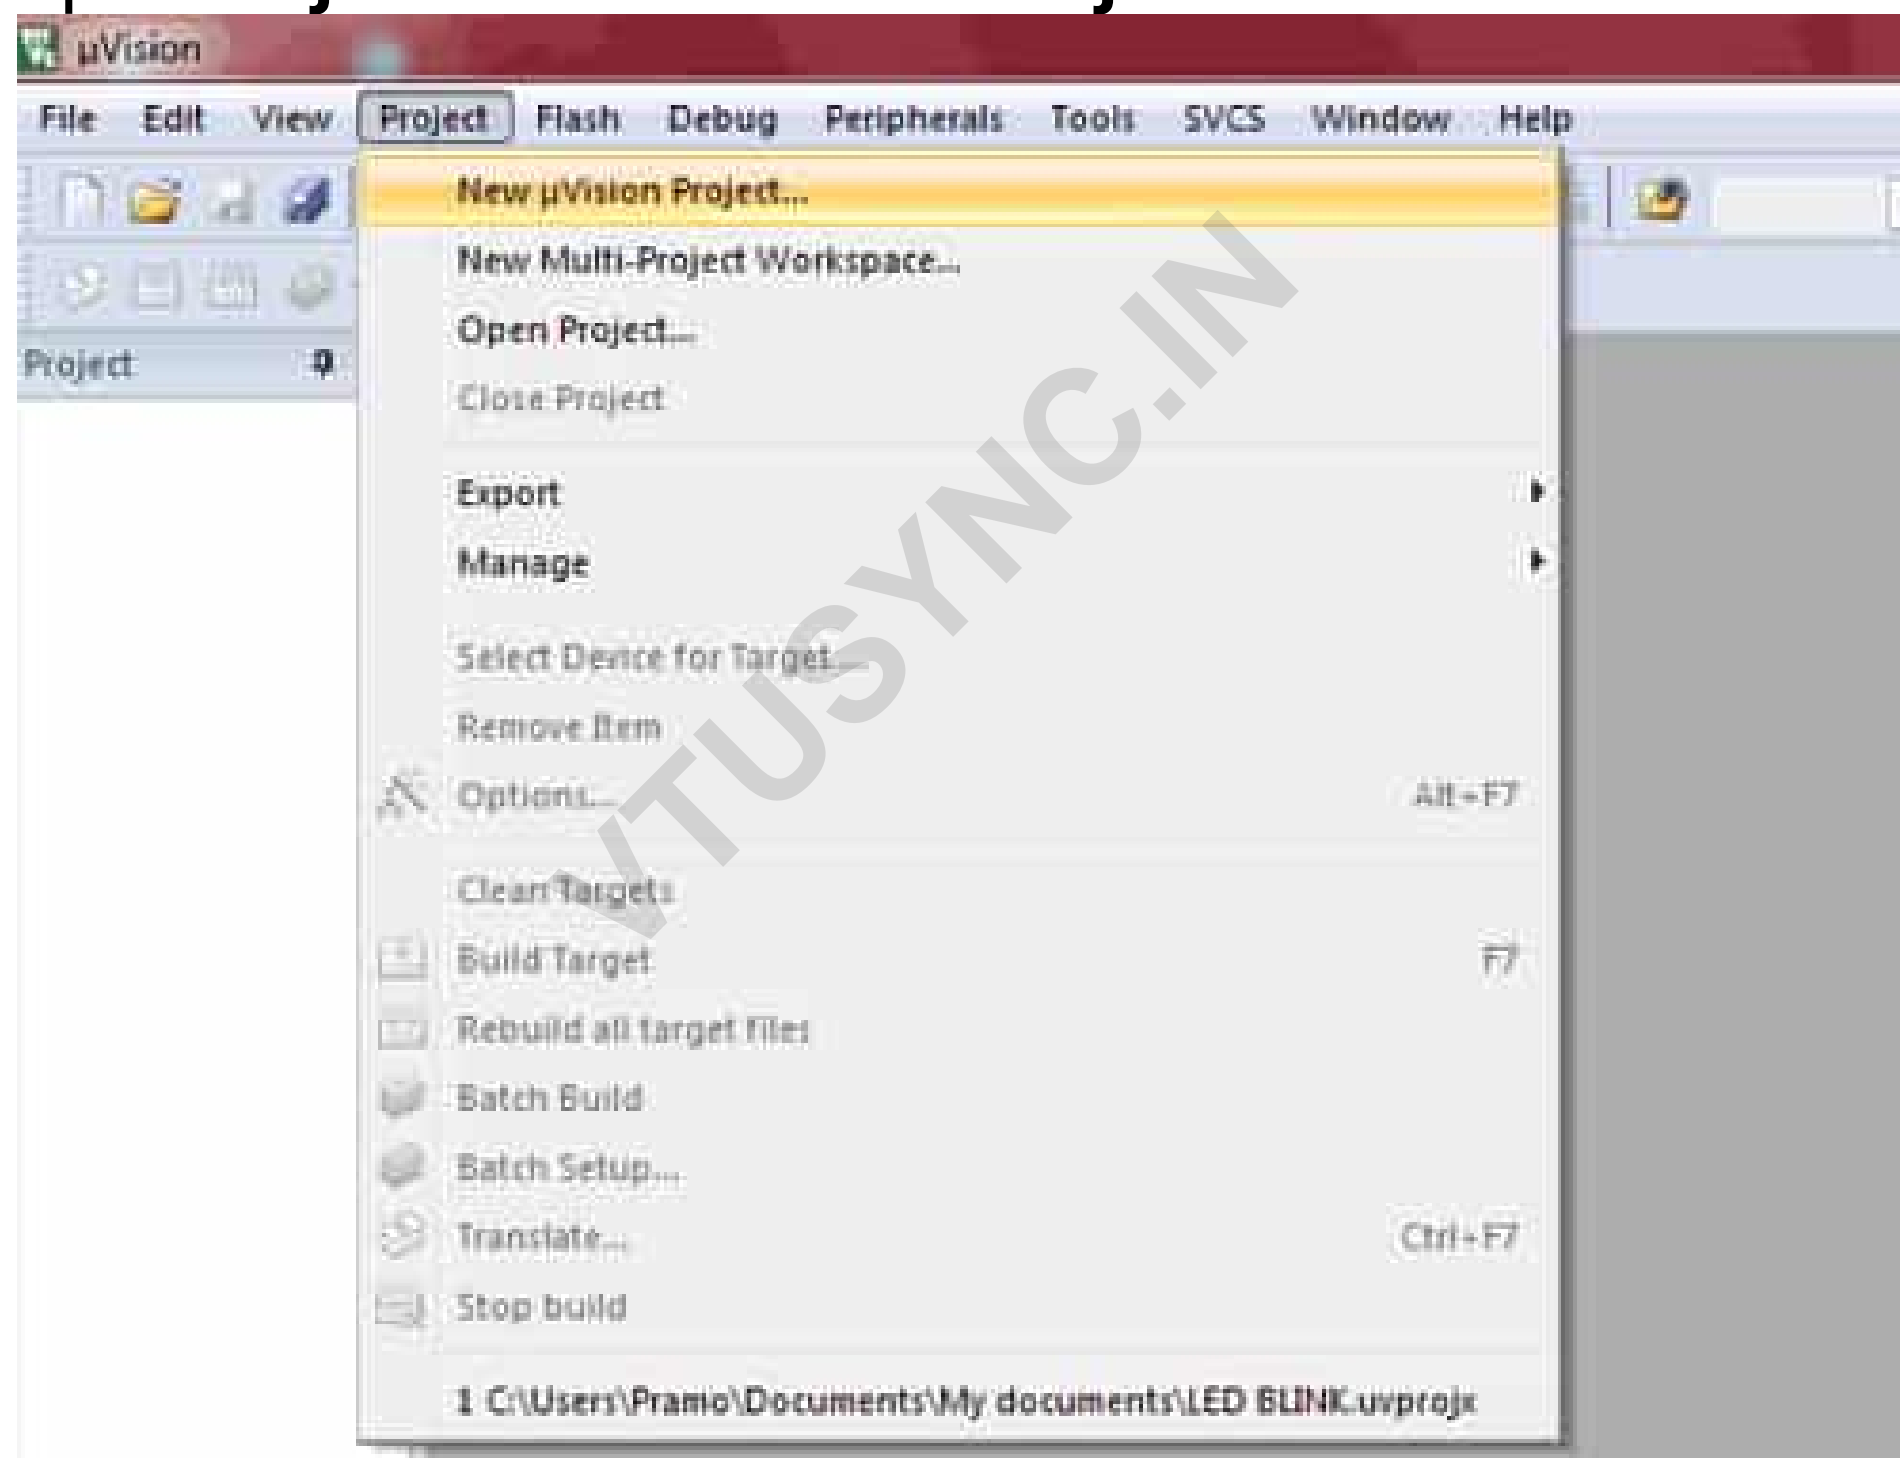 µVision
File Edit View Project Flash Debug Peripherals Tools SVCS Window Help
New µVision Project...
New Multi-Project Workspace...
Open Project...
Close Project
Project
Export
Manage
Select Device for Target...
Remove Item
Options... Alt+F7
Clean Targets
Build Target F7
Rebuild all target files
Batch Build
Batch Setup...
Translate... Ctrl+F7
Stop build
1 C:\Users\Pramo\Documents\My documents\LED BLINK.uvprojx
VTUSYNC.IN